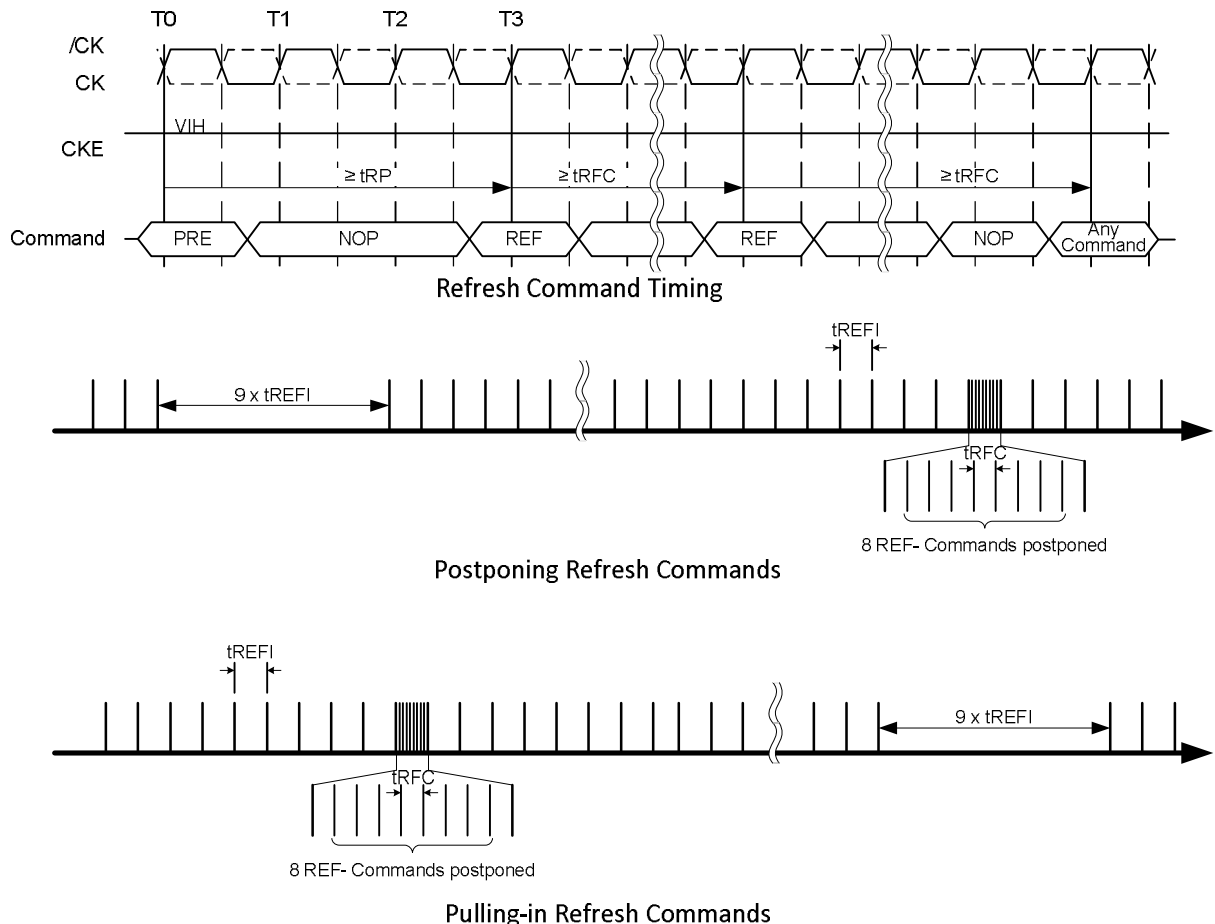 T0 T1 T2 T3
/CK
CK
VIH
CKE
≥ tRP ≥ tRFC ≥ tRFC
Command PRE NOP REF REF NOP Any Command
Refresh Command Timing
tREFI
9 x tREFI
tRFC
8 REF- Commands postponed
Postponing Refresh Commands
tREFI
9 x tREFI
tRFC
8 REF- Commands postponed
Pulling-in Refresh Commands